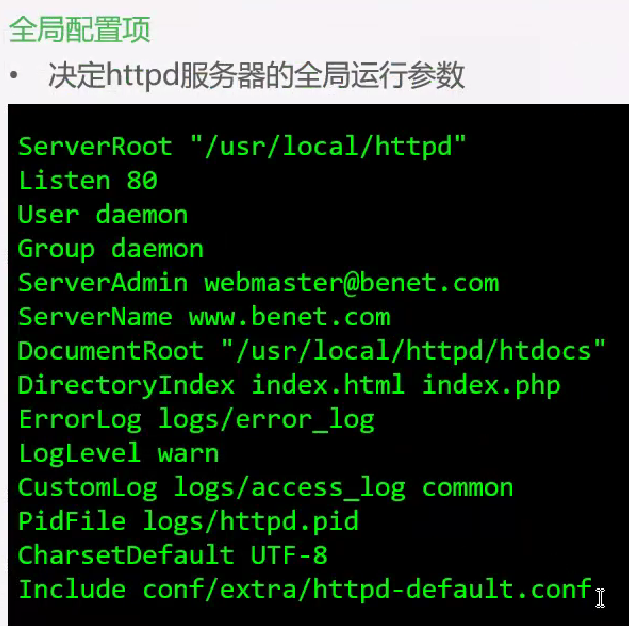 全局配置项
• 决定httpd服务器的全局运行参数
ServerRoot "/usr/local/httpd"
Listen 80
User daemon
Group daemon
ServerAdmin webmaster@benet.com
ServerName www.benet.com
DocumentRoot "/usr/local/httpd/htdocs"
DirectoryIndex index.html index.php
ErrorLog logs/error_log
LogLevel warn
CustomLog logs/access_log common
PidFile logs/httpd.pid
CharsetDefault UTF-8
Include conf/extra/httpd-default.conf